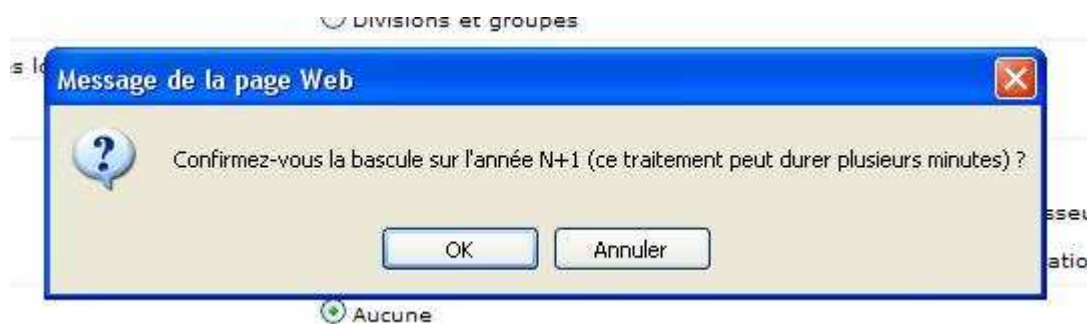 Divisions et groupes
Message de la page Web
Confirmez-vous la bascule sur l'année N+1 (ce traitement peut durer plusieurs minutes) ?
OK
Annuler
Aucune